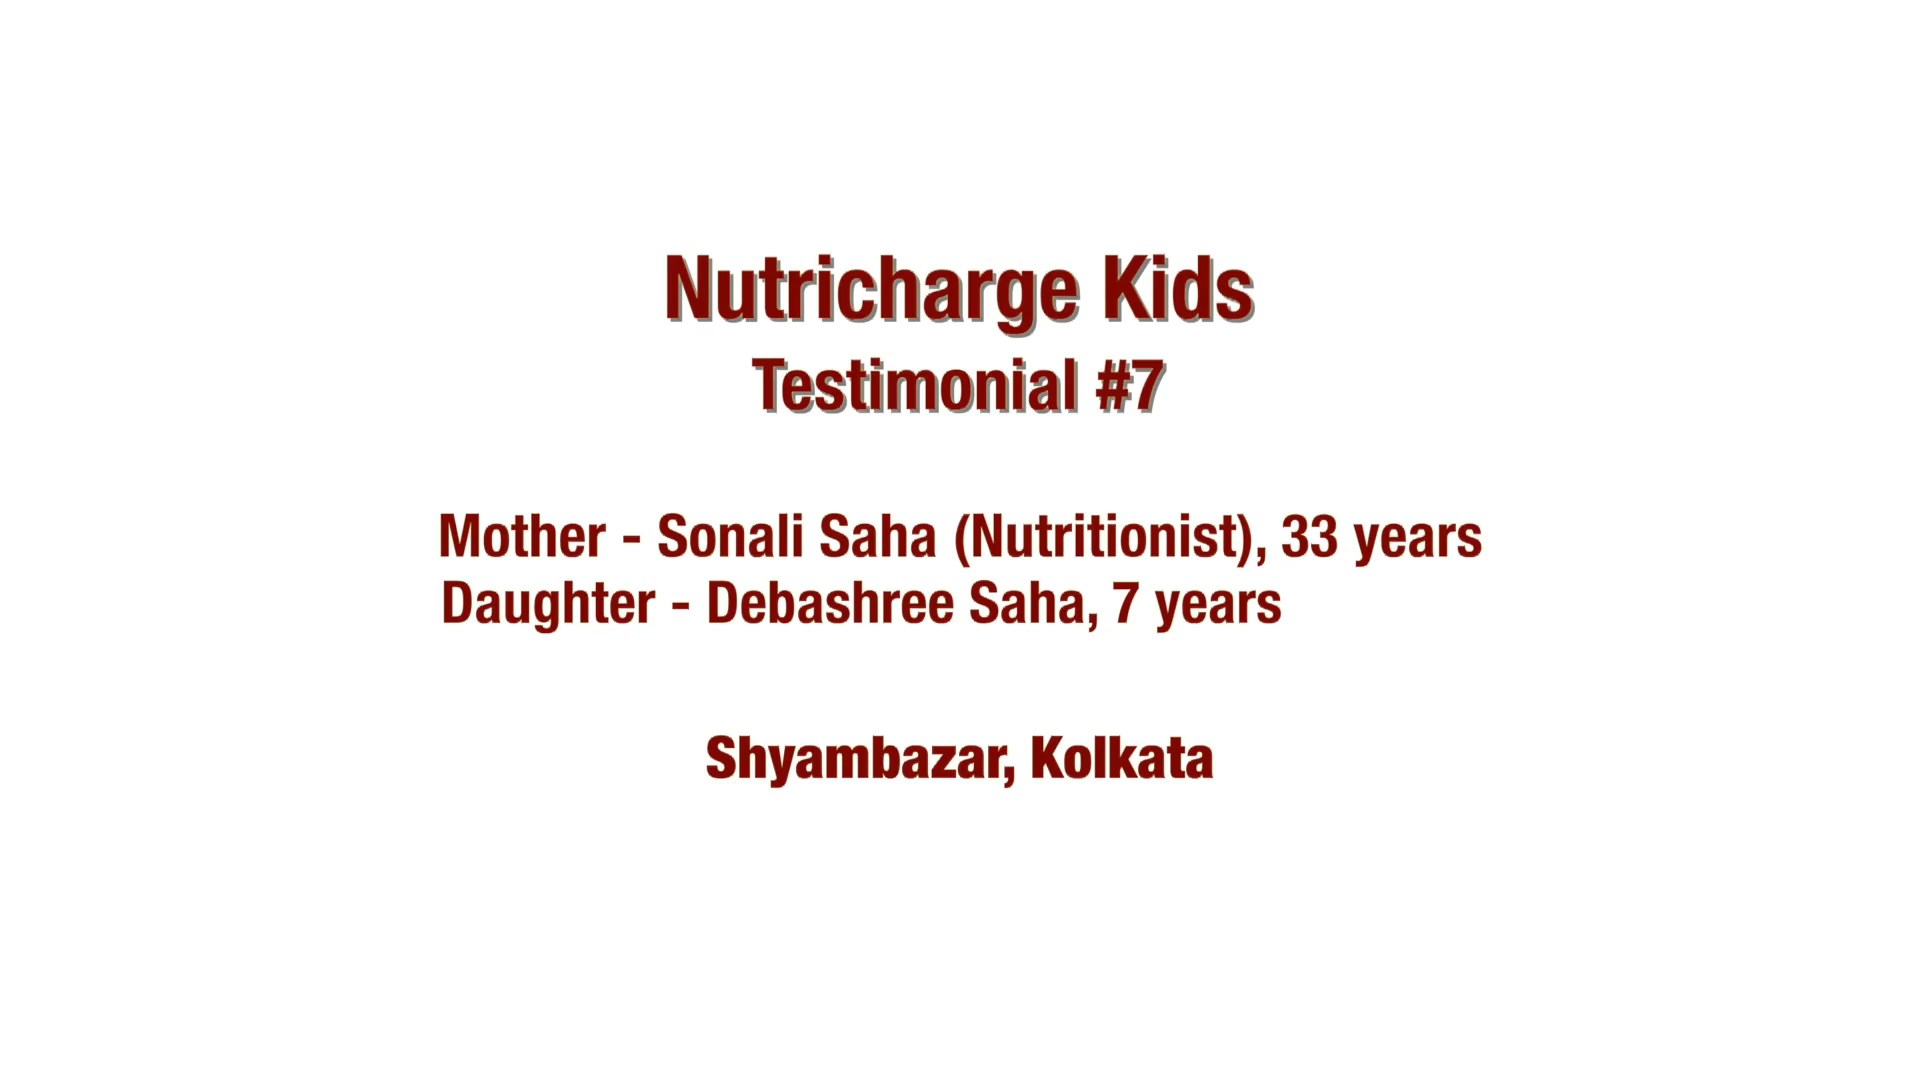 Nutricharge Kids
Testimonial #7
Mother - Sonali Saha (Nutritionist), 33 years
Daughter - Debashree Saha, 7 years
Shyambazar, Kolkata